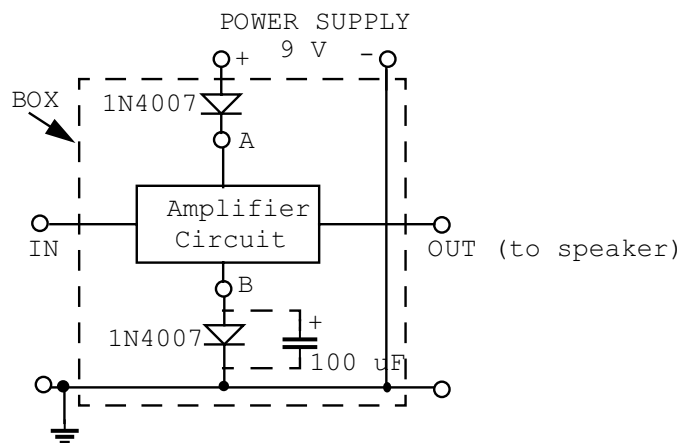 POWER SUPPLY
9 V
+
-
BOX
1N4007
A
Amplifier
Circuit
IN
OUT (to speaker)
B
+
1N4007
100 uF